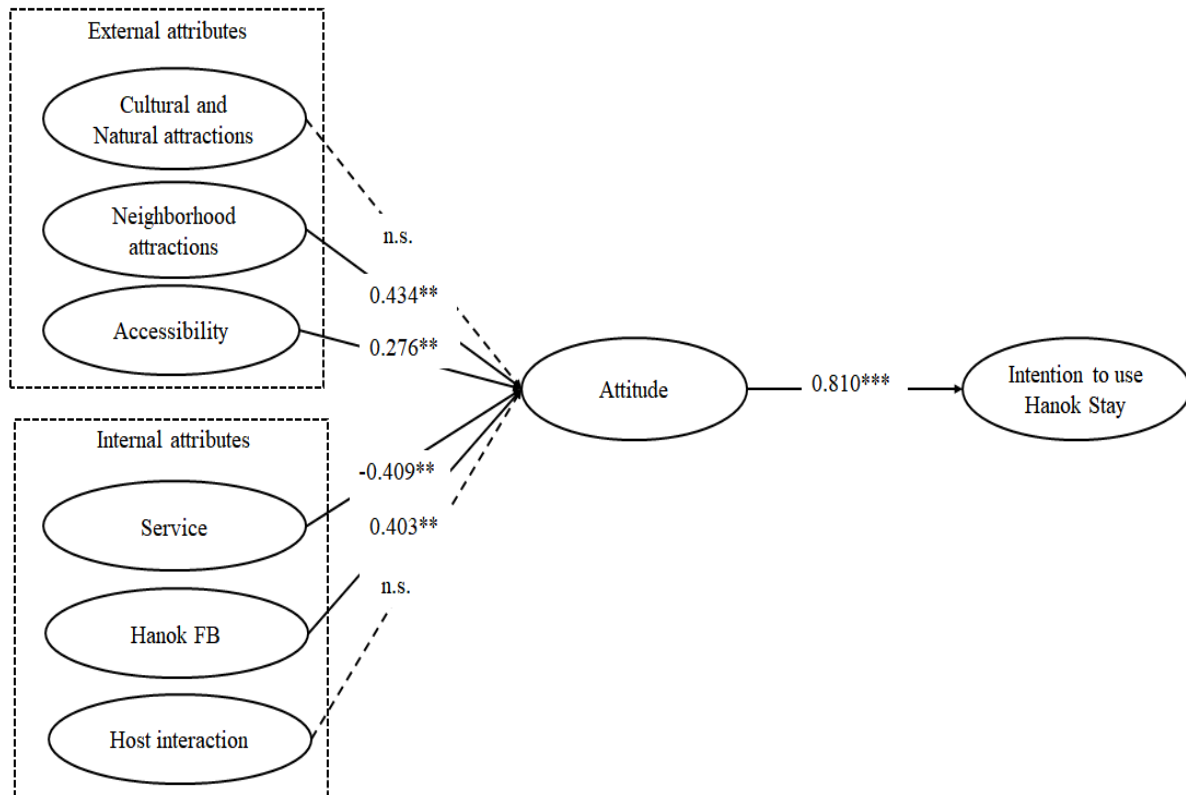 External attributes
Cultural and
Natural attractions
Neighborhood
attractions
Accessibility
n.s.
0.434**
0.276**
Attitude
0.810***
Intention to use
Hanok Stay
Internal attributes
Service
Hanok FB
Host interaction
-0.409**
0.403**
n.s.